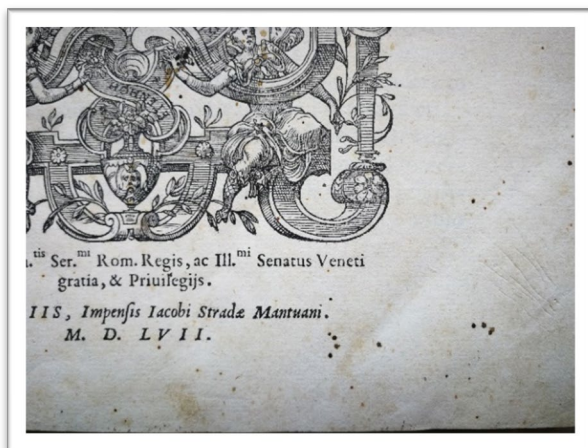 .tis Ser.mi Rom. Regis, ac Ill.mi Senatus Veneti
gratia, & Priuilegijs.
IIS, Impenſis Iacobi Stradæ Mantuani.
M. D. LVII.